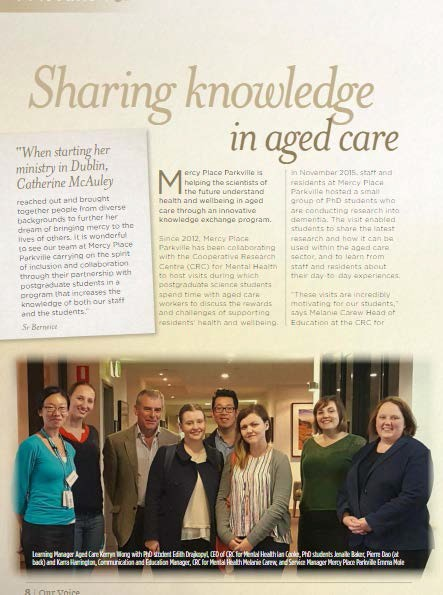 Sharing knowledge
in aged care
"When starting her
ministry in Dublin,
Catherine McAuley
reached out and brought
together people from diverse
backgrounds to further her
dream of bringing mercy to the
lives of others. It is wonderful
to see our team at Mercy Place
Parkville carrying on the spirit
of inclusion and collaboration
through their partnership with
postgraduate students in a
program that increases the
knowledge of both our staff
and the students."
Sr Berneice
Mercy Place Parkville is
helping the scientists of
the future understand
health and wellbeing in aged
care through an innovative
knowledge exchange program.
Since 2012, Mercy Place
Parkville has been collaborating
with the Cooperative Research
Centre (CRC) for Mental Health
to host visits during which
postgraduate science students
spend time with aged care
workers to discuss the rewards
and challenges of supporting
residents' health and wellbeing.
In November 2015, staff and
residents at Mercy Place
Parkville hosted a small
group of PhD students who
are conducting research into
dementia. The visit enabled
students to share the latest
research and how it can be
used within the aged care
sector, and to learn from
staff and residents about
their day-to-day experiences.
"These visits are incredibly
motivating for our students,"
says Melanie Carew Head of
Education at the CRC for
Learning Manager Aged Care Kerryn Wong with PhD student Edith Drajkopyl, CEO of CRC for Mental Health Ian Cooke, PhD students Jenalle Baker, Pierre Dao (at
back) and Karra Harrington, Communication and Education Manager, CRC for Mental Health Melanie Carew, and Service Manager Mercy Place Parkville Emma Mole
8 | Our Voice